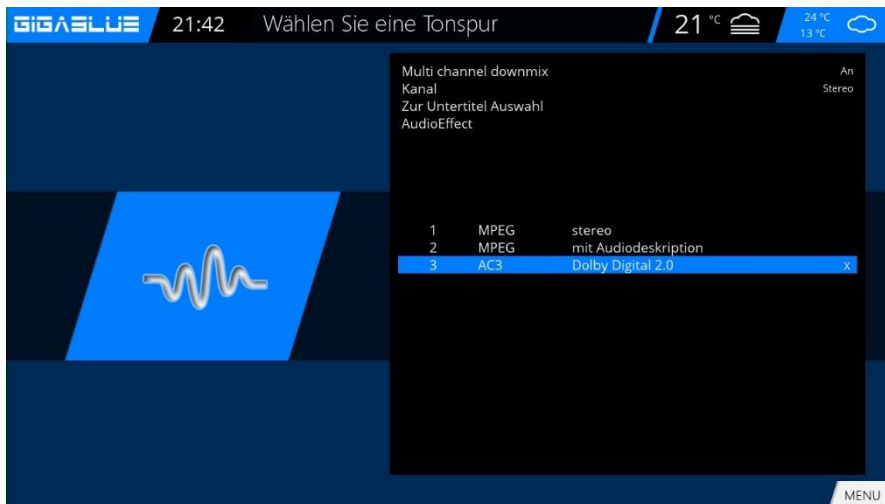 GIGABLUE 21:42 Wählen Sie eine Tonspur 21 °C 24 °C
13 °C
Multi channel downmix An
Kanal Stereo
Zur Untertitel Auswahl
AudioEffect
1 MPEG stereo
2 MPEG mit Audiodeskription
3 AC3 Dolby Digital 2.0 x
MENU